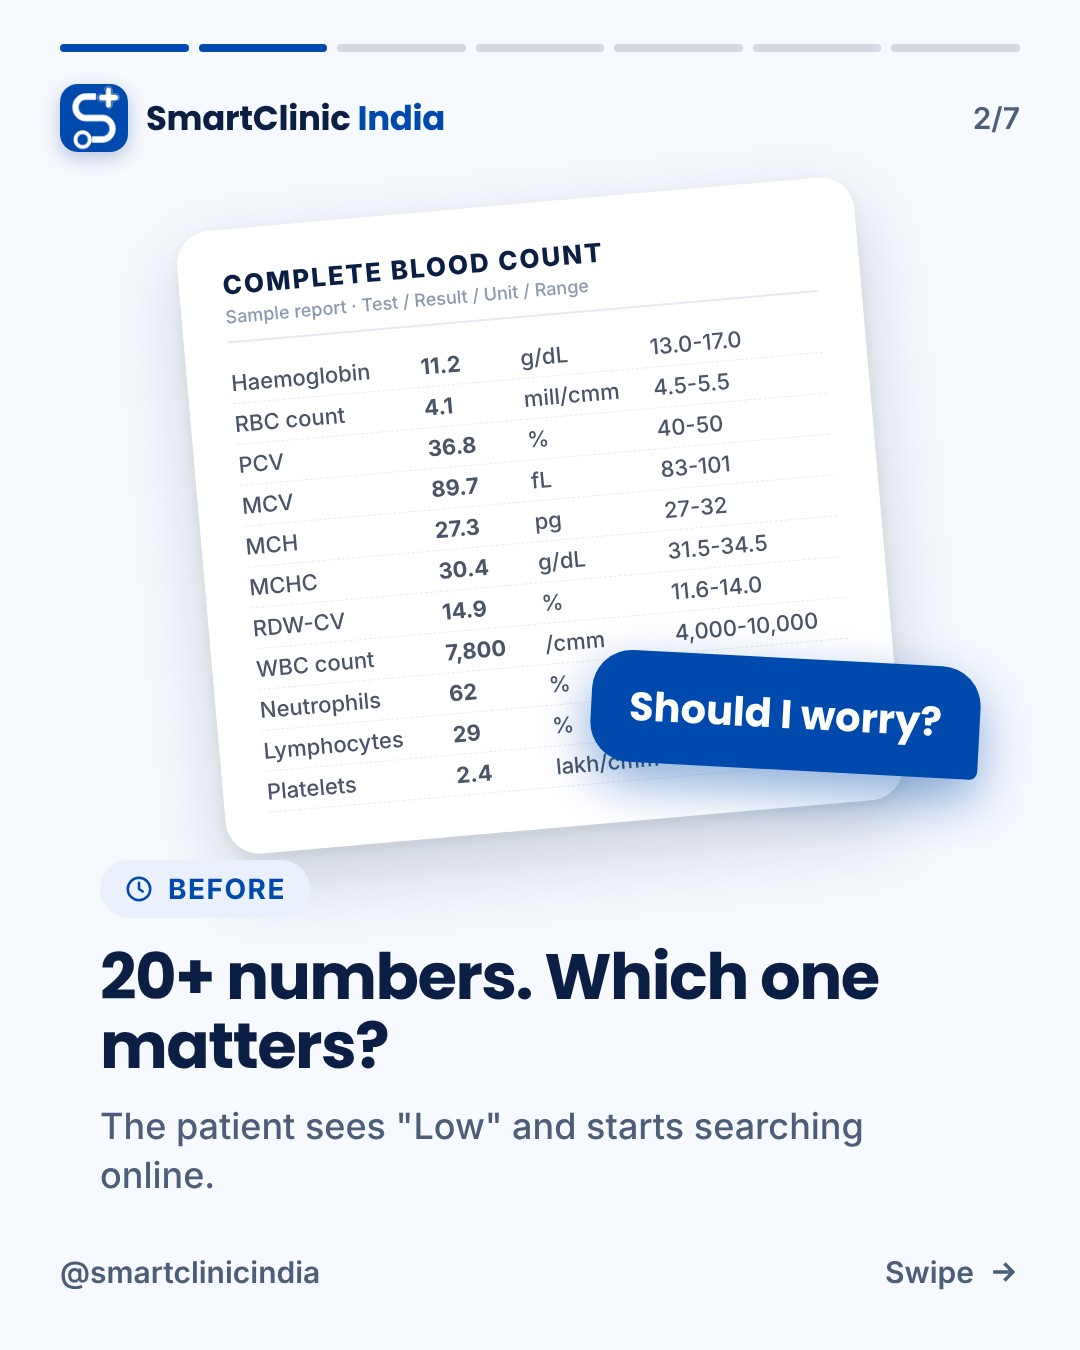 SmartClinic India
2/7
COMPLETE BLOOD COUNT
Sample report · Test / Result / Unit / Range
Haemoglobin 11.2 g/dL 13.0-17.0
RBC count 4.1 mill/cmm 4.5-5.5
PCV 36.8 % 40-50
MCV 89.7 fL 83-101
MCH 27.3 pg 27-32
MCHC 30.4 g/dL 31.5-34.5
RDW-CV 14.9 % 11.6-14.0
WBC count 7,800 /cmm 4,000-10,000
Neutrophils 62 %
Lymphocytes 29 %
Platelets 2.4 lakh/cmm
Should I worry?
BEFORE
20+ numbers. Which one
matters?
The patient sees "Low" and starts searching
online.
@smartclinicindia
Swipe →